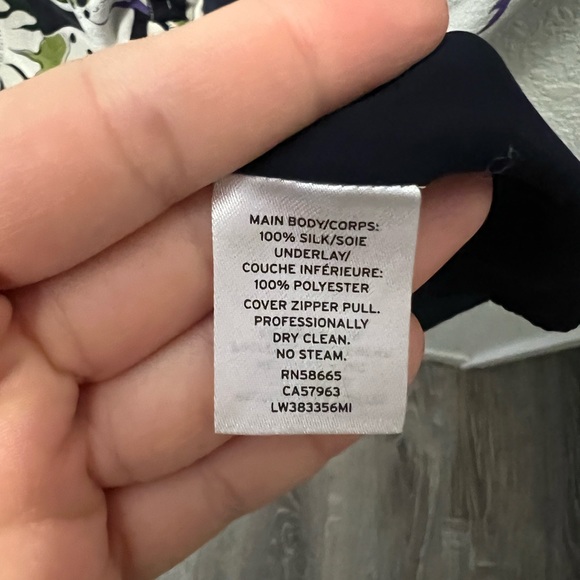 MAIN BODY/CORPS:
100% SILK/SOIE
UNDERLAY/
COUCHE INFÉRIEURE:
100% POLYESTER
COVER ZIPPER PULL.
PROFESSIONALLY
DRY CLEAN.
NO STEAM.
RN58665
CA57963
LW383356MI